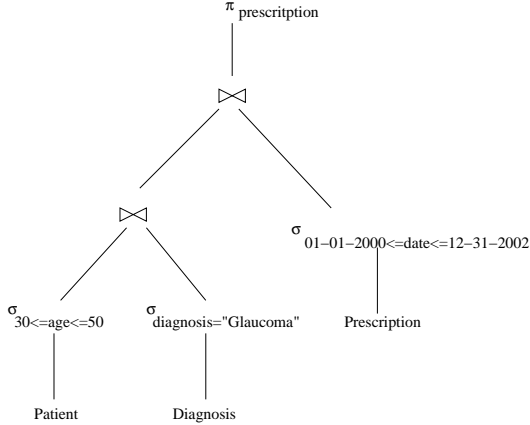 π prescritption
σ 01−01−2000<=date<=12−31−2002
σ 30<=age<=50
σ diagnosis="Glaucoma"
Prescription
Patient
Diagnosis